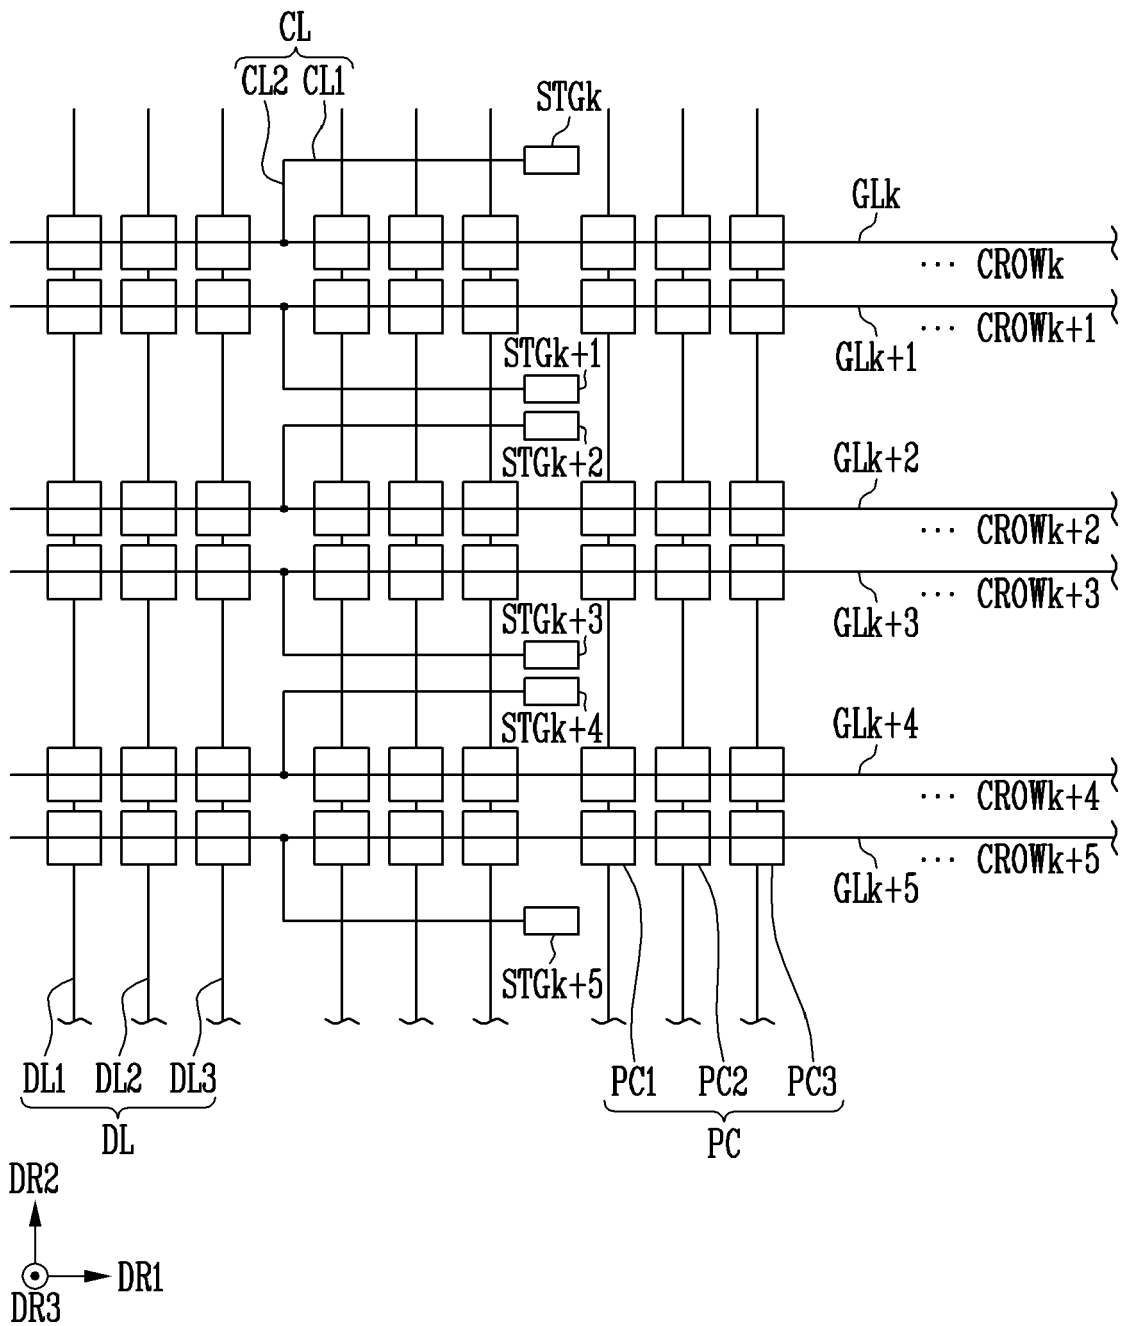 CL
CL2 CL1
STGk
GLk
... CROWk
... CROWk+1
STGk+1
GLk+1
STGk+2
GLk+2
... CROWk+2
... CROWk+3
STGk+3
GLk+3
STGk+4
GLk+4
... CROWk+4
... CROWk+5
GLk+5
STGk+5
DL1 DL2 DL3
PC1 PC2 PC3
DL
PC
DR2
DR1
DR3